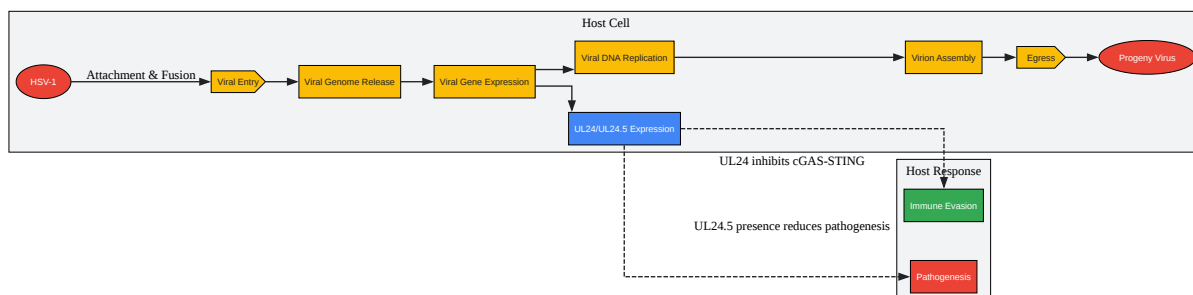 Host Cell
HSV-1
Attachment & Fusion
Viral Entry
Viral Genome Release
Viral Gene Expression
Viral DNA Replication
Virion Assembly
Egress
Progeny Virus
UL24/UL24.5 Expression
UL24 inhibits cGAS-STING
Host Response
Immune Evasion
UL24.5 presence reduces pathogenesis
Pathogenesis